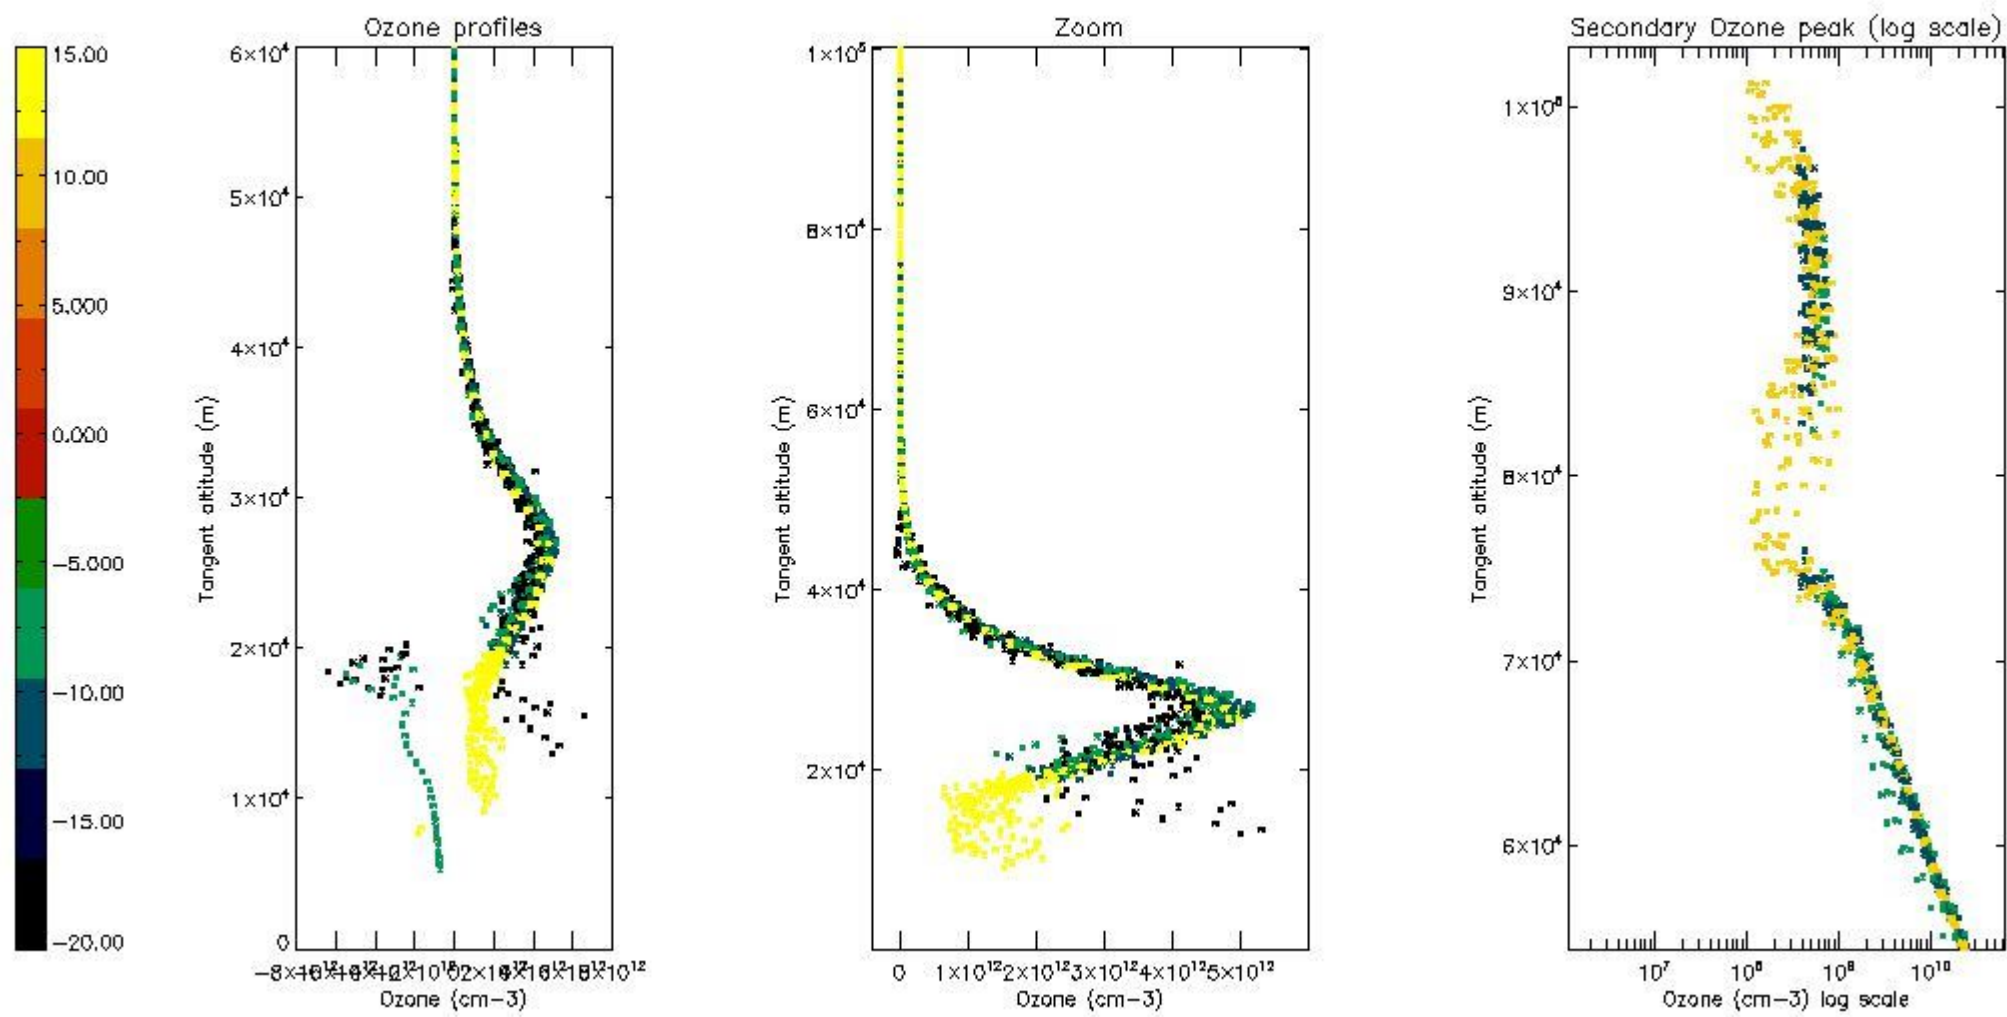 Ozone profiles
Zoom
Secondary Ozone peak (log scale)
15.00
10.00
5.000
0.000
−5.000
−10.00
−15.00
−20.00
6×10⁴
5×10⁴
4×10⁴
3×10⁴
2×10⁴
1×10⁴
0
Tangent altitude (m)
Ozone (cm−3)
1×10⁵
8×10⁴
6×10⁴
4×10⁴
2×10⁴
Tangent altitude (m)
0 1×10¹² 2×10¹² 3×10¹² 4×10¹² 5×10¹²
Ozone (cm−3)
9×10⁴
8×10⁴
7×10⁴
6×10⁴
Tangent altitude (m)
10⁷ 10⁸ 10⁹ 10¹⁰
Ozone (cm−3) log scale